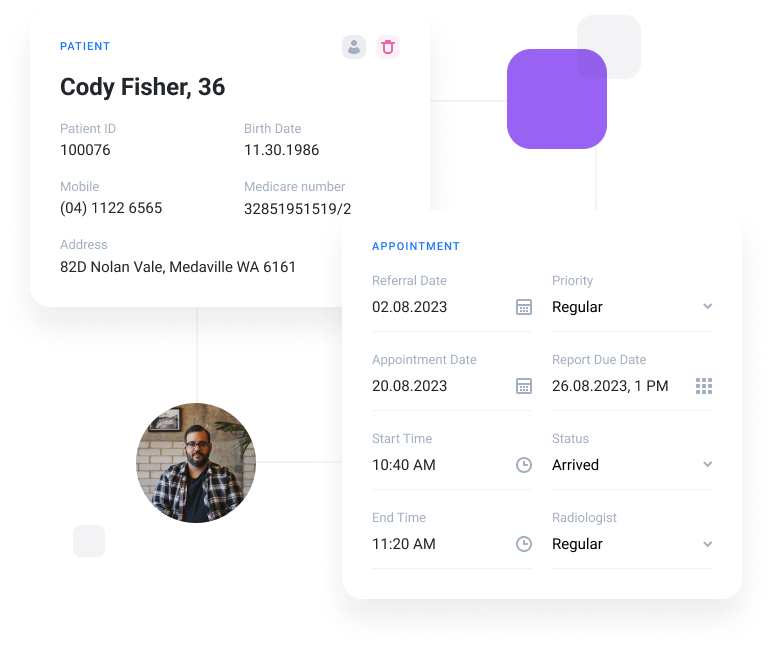 PATIENT
Cody Fisher, 36
Patient ID
Birth Date
100076
11.30.1986
Mobile
Medicare number
(04) 1122 6565
32851951519/2
Address
82D Nolan Vale, Medaville WA 6161
APPOINTMENT
Referral Date
Priority
02.08.2023
Regular
Appointment Date
Report Due Date
20.08.2023
26.08.2023, 1 PM
Start Time
Status
10:40 AM
Arrived
End Time
Radiologist
11:20 AM
Regular